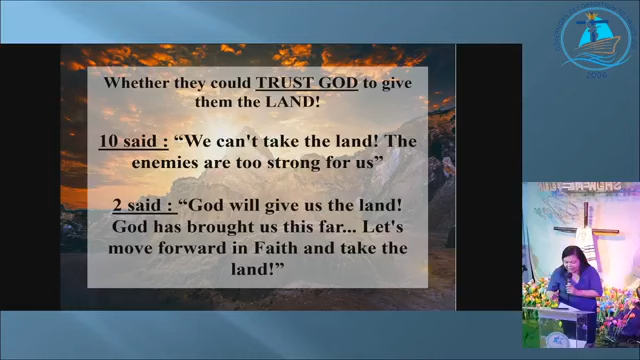 Whether they could TRUST GOD to give
them the LAND!
10 said : “We can't take the land! The
enemies are too strong for us”
2 said : “God will give us the land!
God has brought us this far... Let's
move forward in Faith and take the
land!”
2006